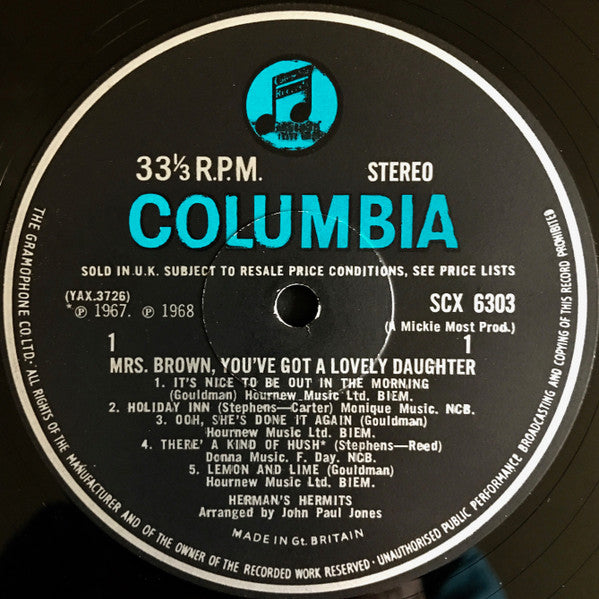 33⅓ R.P.M. STEREO
COLUMBIA
SOLD IN U.K. SUBJECT TO RESALE PRICE CONDITIONS, SEE PRICE LISTS
(YAX.3726) SCX 6303
* ℗ 1967. ℗ 1968 (A Mickie Most Prod.)
1 1
MRS. BROWN, YOU'VE GOT A LOVELY DAUGHTER
1. IT'S NICE TO BE OUT IN THE MORNING
(Gouldman) Hournew Music Ltd. BIEM.
2. HOLIDAY INN (Stephens—Carter) Monique Music. NCB.
3. OOH, SHE'S DONE IT AGAIN (Gouldman)
Hournew Music Ltd. BIEM.
4. THERE' A KIND OF HUSH* (Stephens—Reed)
Donna Music. F. Day. NCB.
5. LEMON AND LIME (Gouldman)
Hournew Music Ltd. BIEM.
HERMAN'S HERMITS
Arranged by John Paul Jones
MADE IN Gt. BRITAIN
THE GRAMOPHONE CO. LTD. · ALL RIGHTS OF THE MANUFACTURER AND OF THE OWNER OF THE RECORDED WORK RESERVED · UNAUTHORISED PUBLIC PERFORMANCE BROADCASTING AND COPYING OF THIS RECORD PROHIBITED